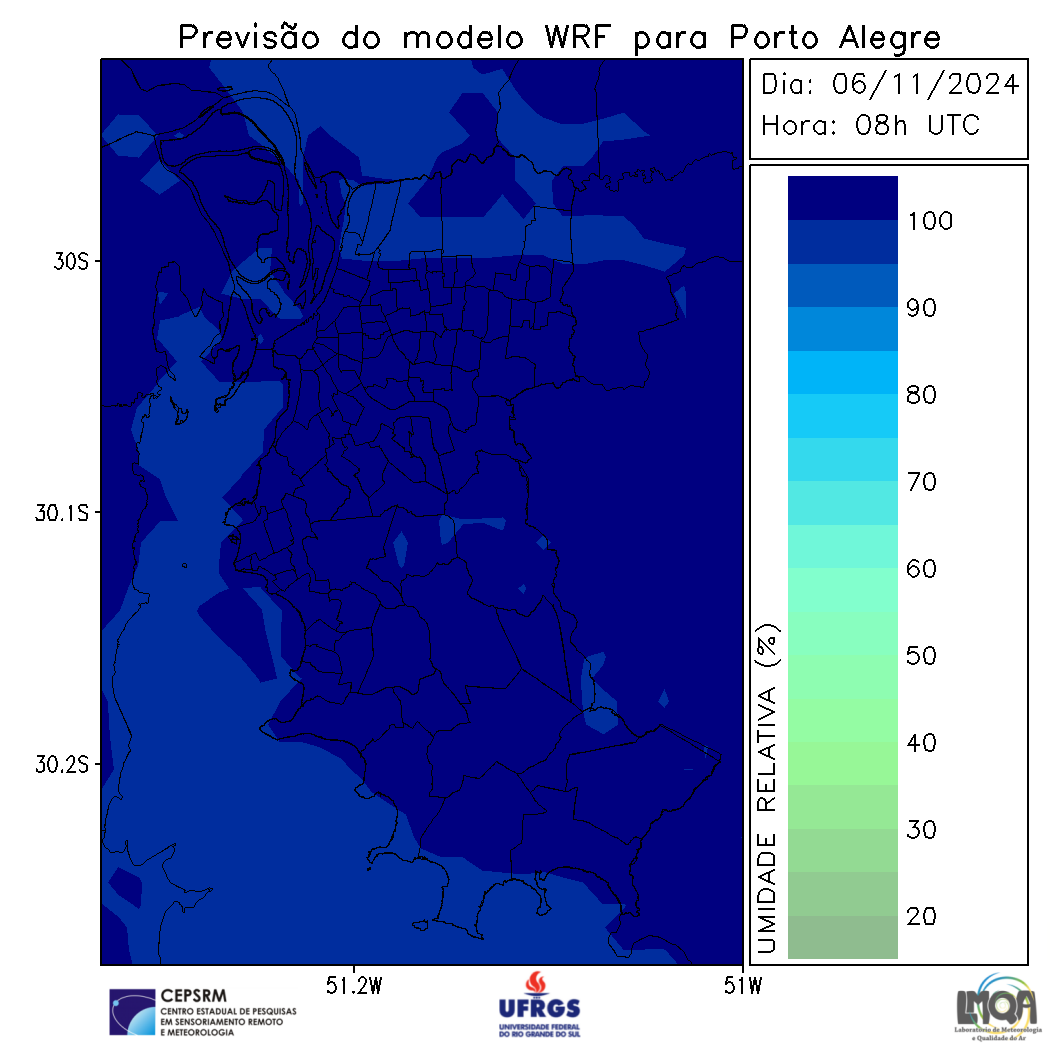 Previsão do modelo WRF para Porto Alegre
Dia: 06/11/2024
Hora: 08h UTC
100
90
80
70
60
50
40
30
20
UMIDADE RELATIVA (%)
30S
30.1S
30.2S
51.2W
51W
CEPSRM
CENTRO ESTADUAL DE PESQUISAS
EM SENSORIAMENTO REMOTO
E METEOROLOGIA
UFRGS
UNIVERSIDADE FEDERAL
DO RIO GRANDE DO SUL
LMQA
Laboratório de Meteorologia
e Qualidade do Ar